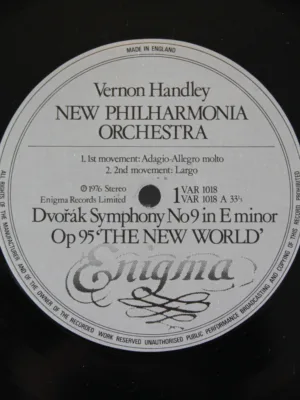 MADE IN ENGLAND
Vernon Handley
NEW PHILHARMONIA
ORCHESTRA
1. 1st movement: Adagio-Allegro molto
2. 2nd movement: Largo
℗ 1976 Stereo
Enigma Records Limited
1
VAR 1018
VAR 1018 A 33⅓
Dvořák Symphony No 9 in E minor
Op 95 'THE NEW WORLD'
Enigma
ALL RIGHTS OF THE MANUFACTURER AND OF THE OWNER OF THE RECORDED WORK RESERVED UNAUTHORISED PUBLIC PERFORMANCE BROADCASTING AND COPYING OF THIS RECORD PROHIBITED